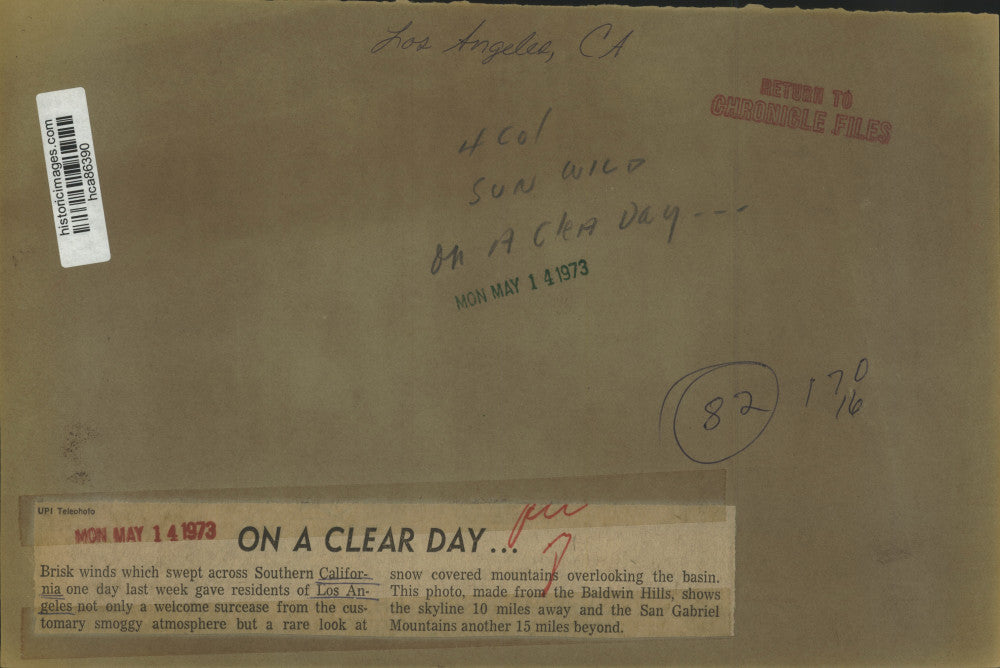 Los Angeles, CA
RETURN TO
CHRONICLE FILES
historicimages.com
hca86390
4 Col
SUN WILD
On A Clea Day ---
MON MAY 14 1973
82
170
16
UPI Telephoto
MON MAY 14 1973
ON A CLEAR DAY...
Brisk winds which swept across Southern Califor-
nia one day last week gave residents of Los An-
geles not only a welcome surcease from the cus-
tomary smoggy atmosphere but a rare look at
snow covered mountains overlooking the basin.
This photo, made from the Baldwin Hills, shows
the skyline 10 miles away and the San Gabriel
Mountains another 15 miles beyond.